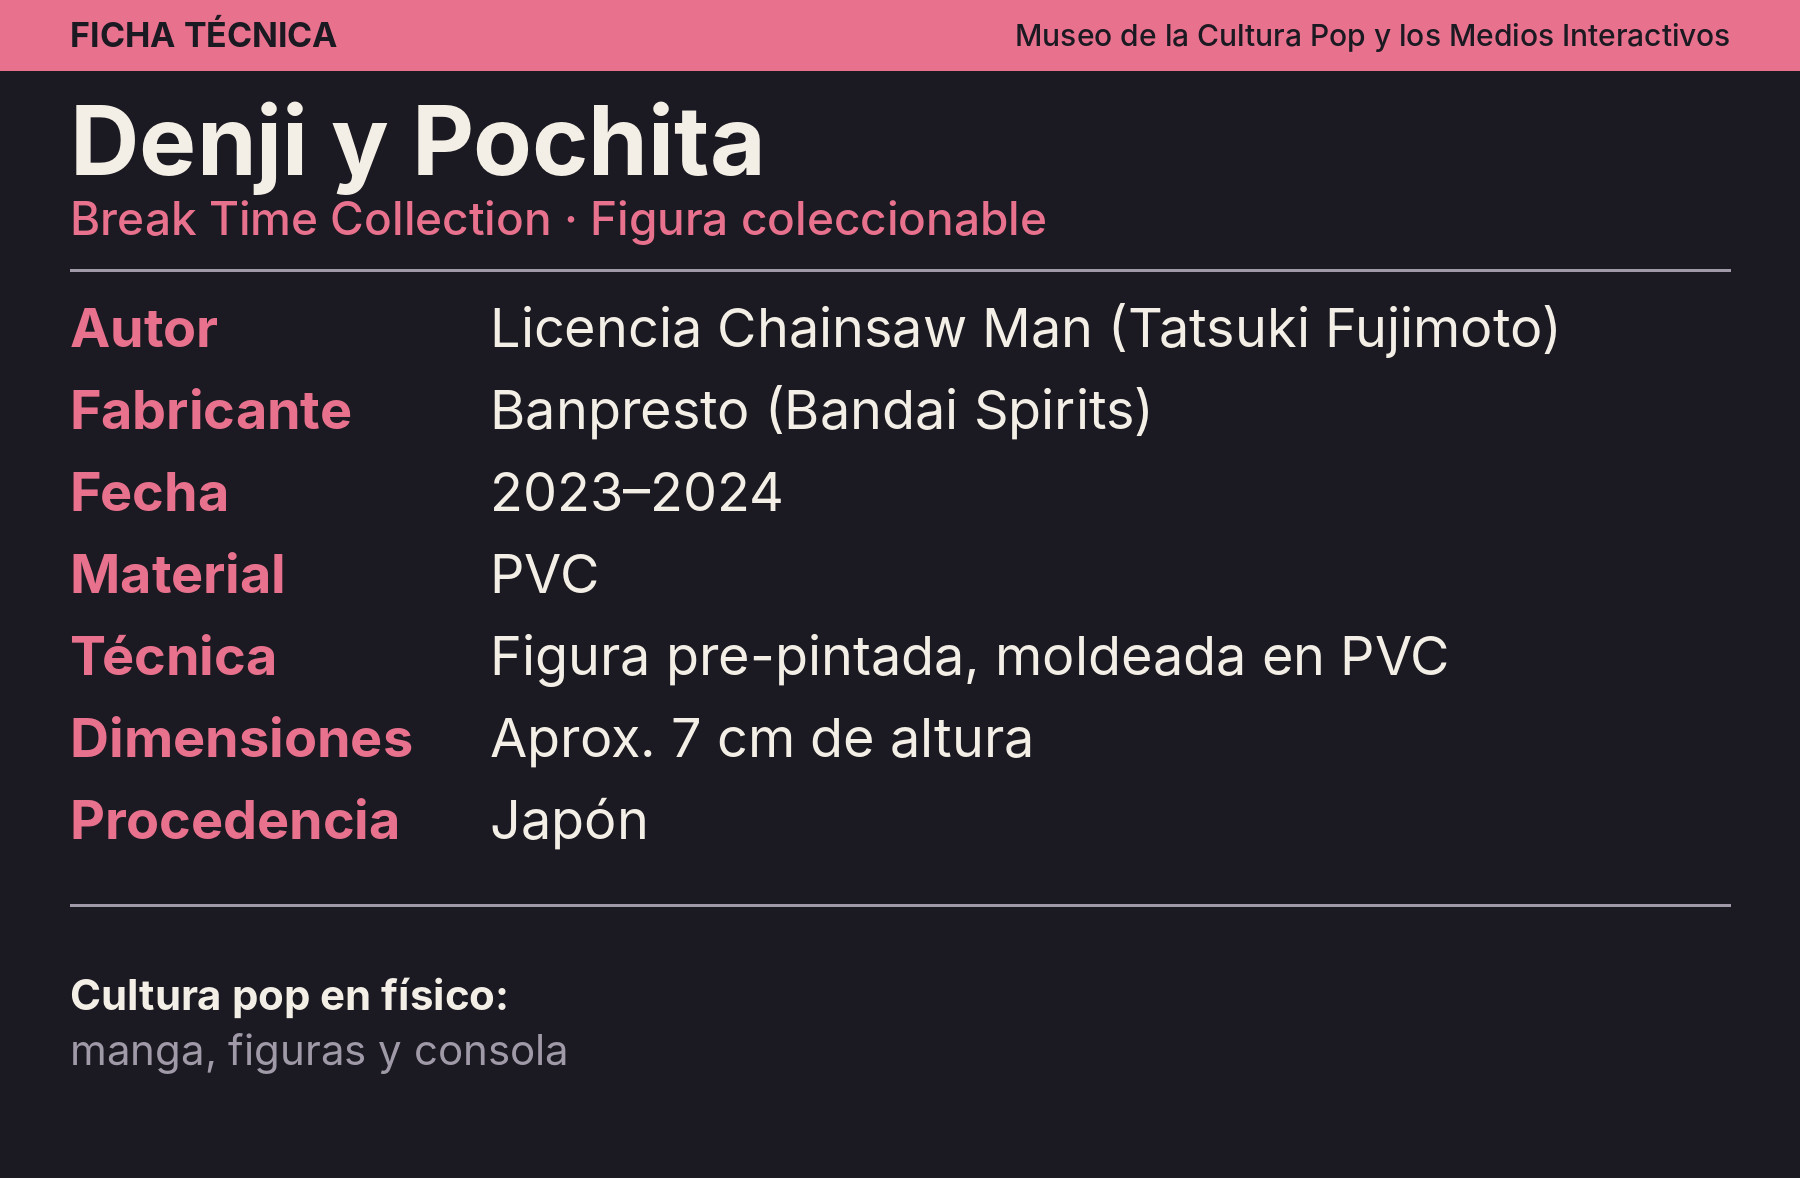 FICHA TÉCNICA
Museo de la Cultura Pop y los Medios Interactivos
Denji y Pochita
Break Time Collection · Figura coleccionable
Autor Licencia Chainsaw Man (Tatsuki Fujimoto)
Fabricante Banpresto (Bandai Spirits)
Fecha 2023–2024
Material PVC
Técnica Figura pre-pintada, moldeada en PVC
Dimensiones Aprox. 7 cm de altura
Procedencia Japón
Cultura pop en físico:
manga, figuras y consola